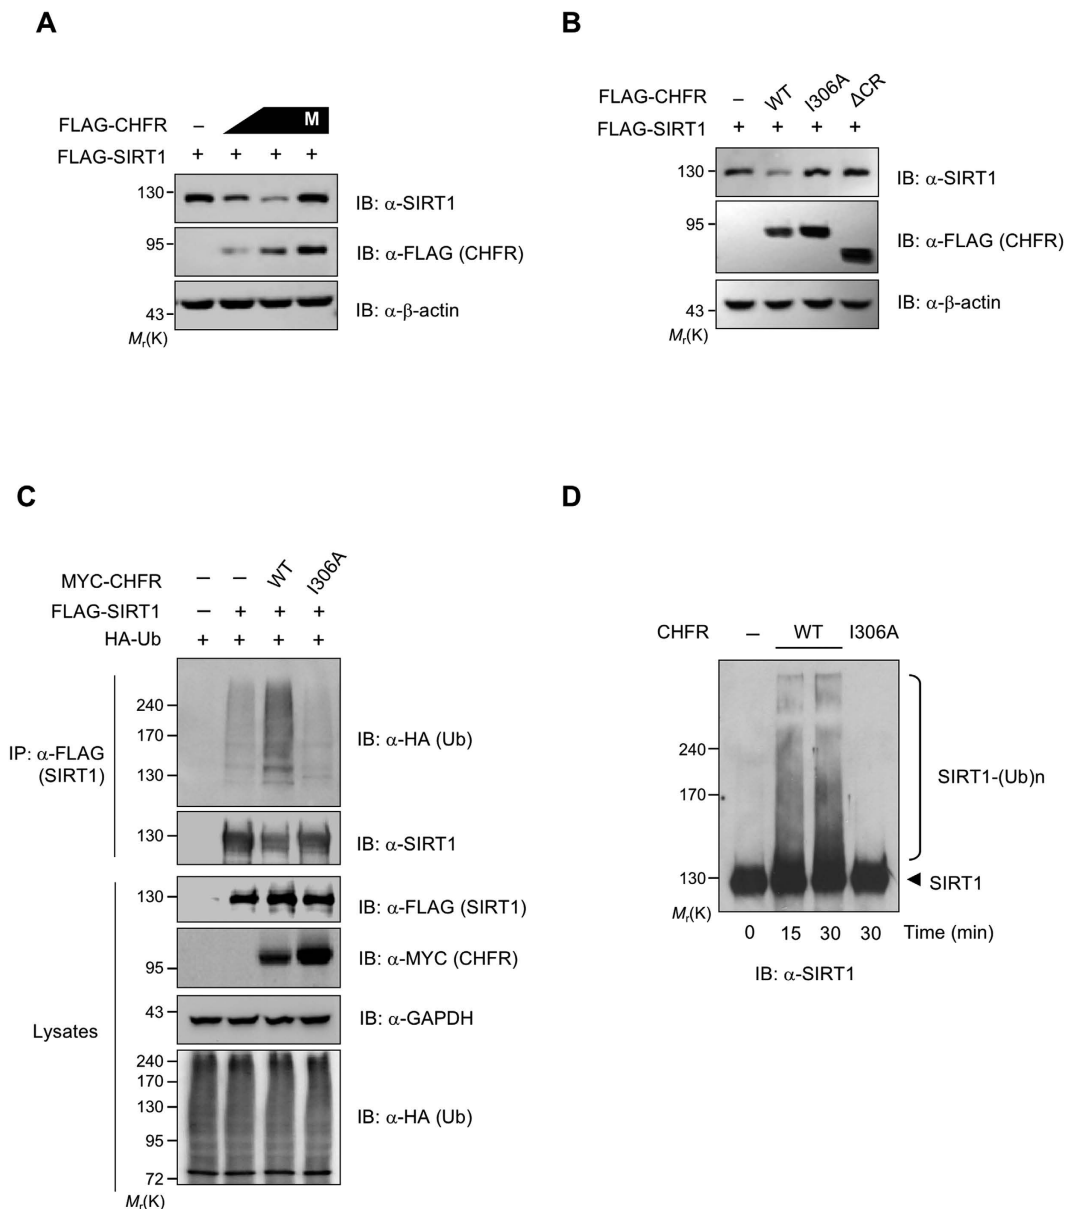 A
FLAG-CHFR – M
FLAG-SIRT1 + + + +
130 IB: α-SIRT1
95 IB: α-FLAG (CHFR)
43 IB: α-β-actin
Mr(K)
B
FLAG-CHFR – WT I306A ΔCR
FLAG-SIRT1 + + + +
130 IB: α-SIRT1
95 IB: α-FLAG (CHFR)
43 IB: α-β-actin
Mr(K)
C
MYC-CHFR – – WT I306A
FLAG-SIRT1 – + + +
HA-Ub + + + +
IP: α-FLAG
(SIRT1)
240
170
130
IB: α-HA (Ub)
130 IB: α-SIRT1
Lysates
130 IB: α-FLAG (SIRT1)
95 IB: α-MYC (CHFR)
43 IB: α-GAPDH
240
170
130
95
72
IB: α-HA (Ub)
Mr(K)
D
CHFR – WT I306A
240
170
130
SIRT1-(Ub)n
SIRT1
Mr(K)
0 15 30 30 Time (min)
IB: α-SIRT1